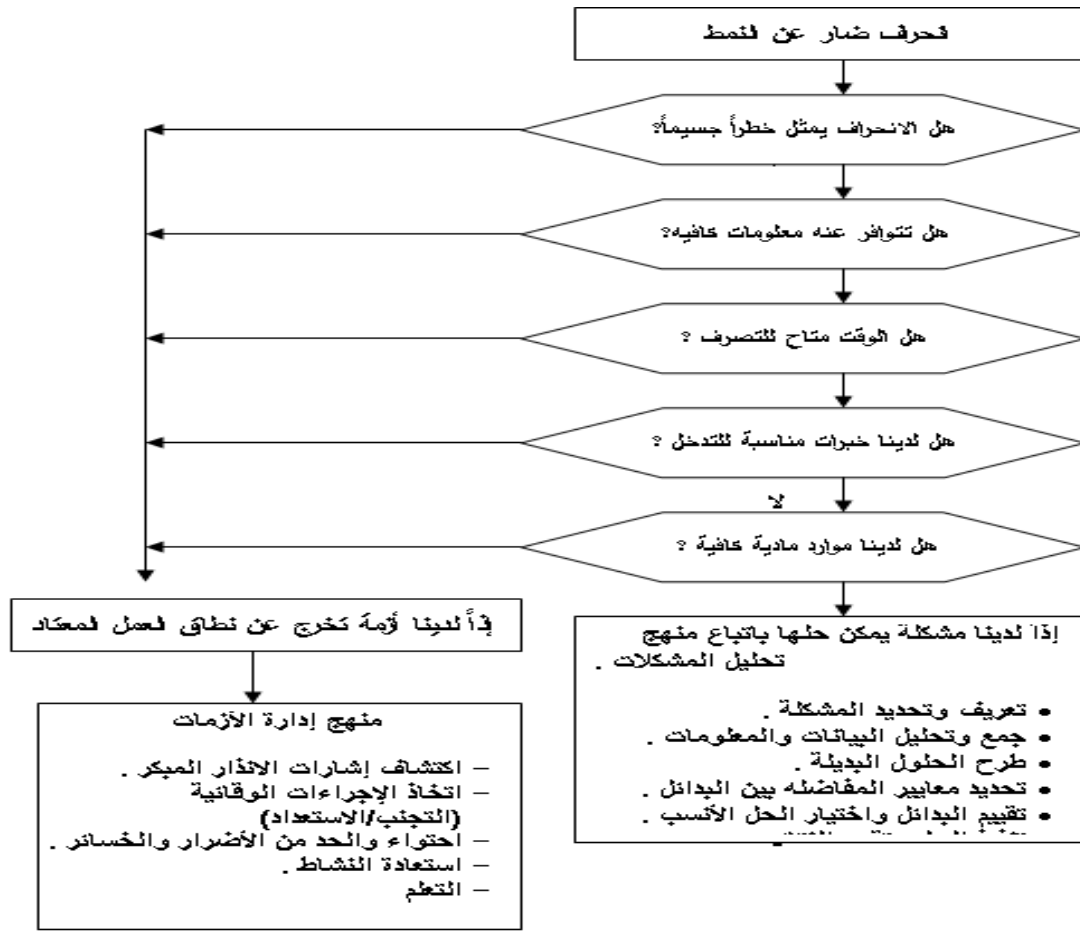 انحراف ضار عن النمط
هل الانحراف يمثل خطراً جسيماً؟
هل تتوافر عنه معلومات كافيه؟
هل الوقت متاح للتصرف ؟
هل لدينا خبرات مناسبة للتدخل ؟
لا
هل لدينا موارد مادية كافية ؟
إذاً لدينا مشكلة يمكن حلها باتباع منهج
تحليل المشكلات .
• تعريف وتحديد المشكلة .
• جمع وتحليل البيانات والمعلومات .
• طرح الحلول البديلة .
• تحديد معايير المفاضله بين البدائل .
• تقييم البدائل واختيار الحل الأنسب .
إذاً لدينا أزمة تخرج عن نطاق العمل المعتاد
منهج إدارة الأزمات
– اكتشاف إشارات الانذار المبكر .
– اتخاذ الإجراءات الوقائية
(التجنب/الاستعداد)
– احتواء والحد من الأضرار والخسائر .
– استعادة النشاط .
– التعلم